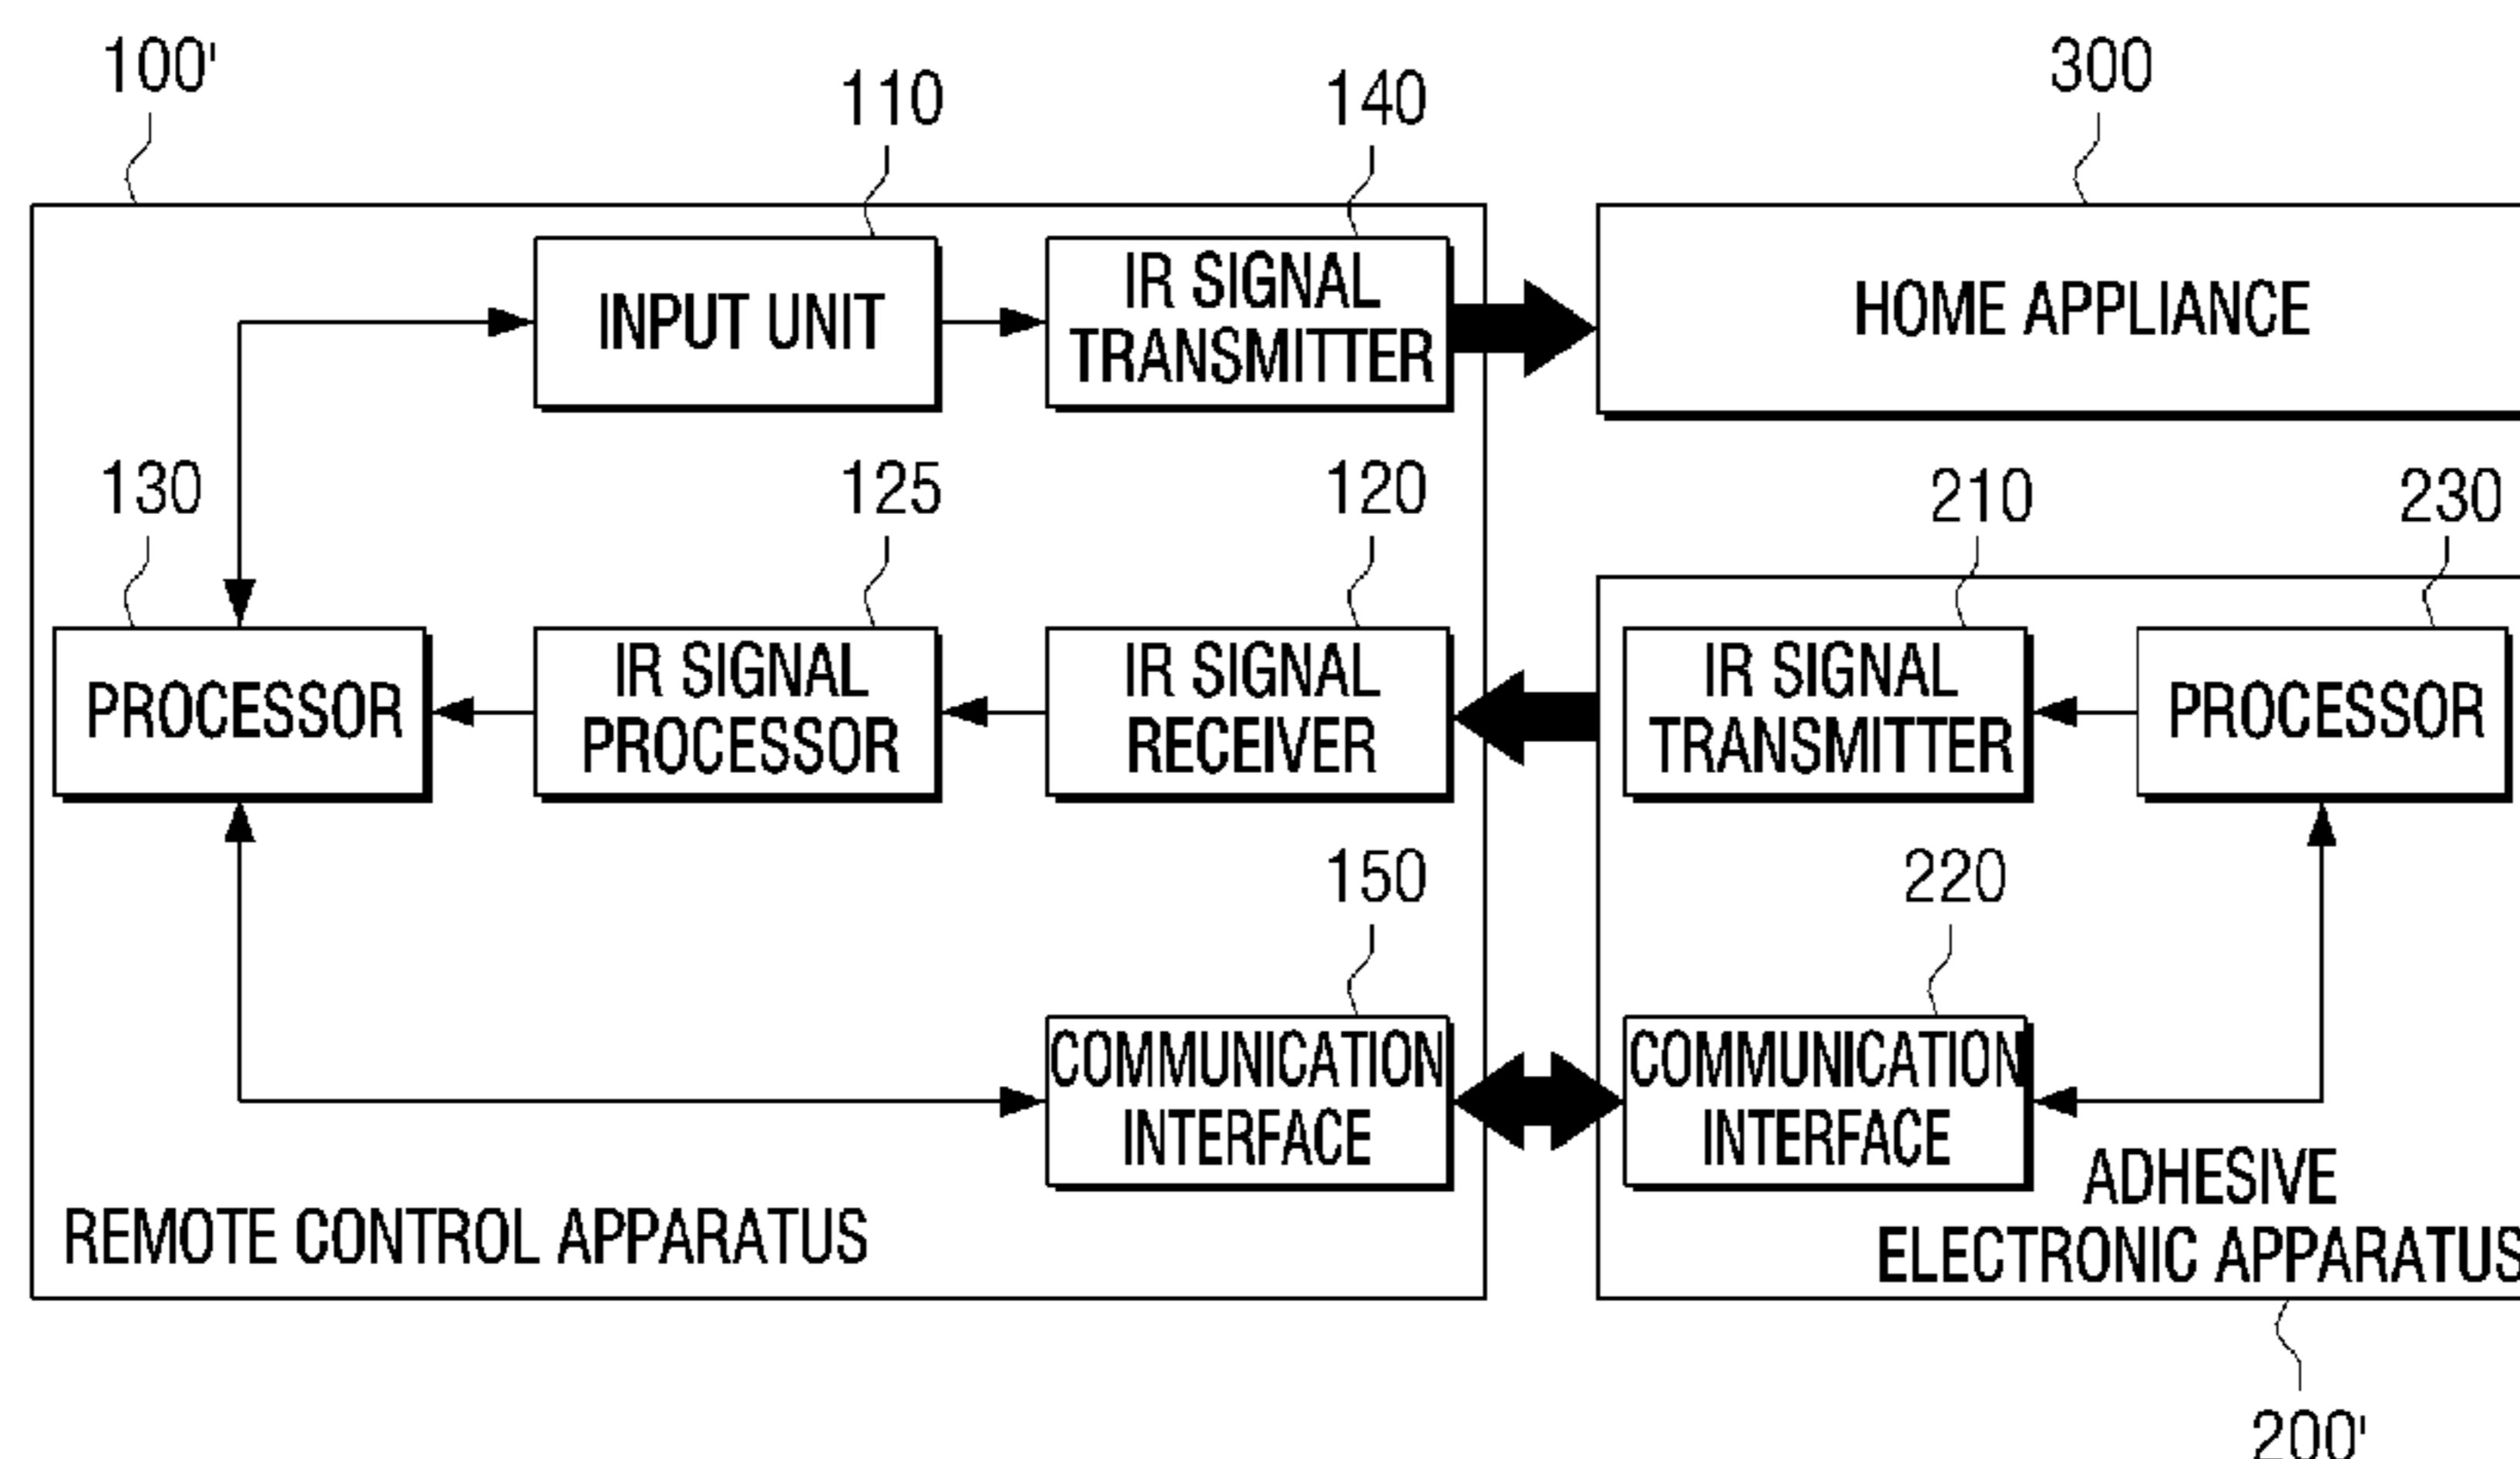 100'
110
140
300
INPUT UNIT
IR SIGNAL
TRANSMITTER
HOME APPLIANCE
130
125
120
210
230
PROCESSOR
IR SIGNAL
PROCESSOR
IR SIGNAL
RECEIVER
IR SIGNAL
TRANSMITTER
PROCESSOR
150
220
COMMUNICATION
INTERFACE
COMMUNICATION
INTERFACE
REMOTE CONTROL APPARATUS
ADHESIVE
ELECTRONIC APPARATUS
200'